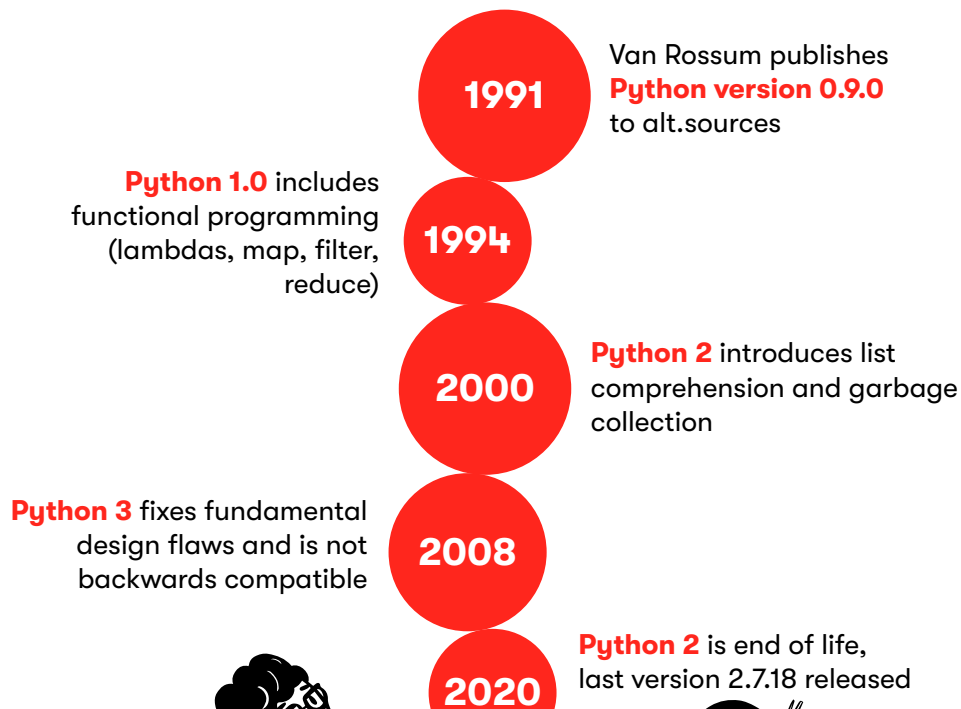 1991
Van Rossum publishes
Python version 0.9.0
to alt.sources
Python 1.0 includes
functional programming
(lambdas, map, filter,
reduce)
1994
2000
Python 2 introduces list
comprehension and garbage
collection
Python 3 fixes fundamental
design flaws and is not
backwards compatible
2008
2020
Python 2 is end of life,
last version 2.7.18 released